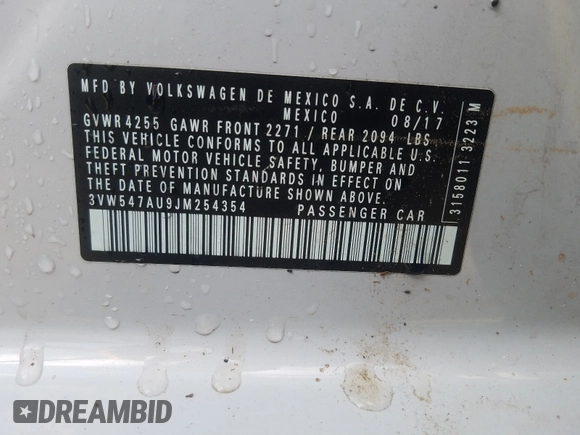 MFD BY VOLKSWAGEN DE MEXICO S.A. DE C.V.
MEXICO 08/17
GVWR 4255 GAWR FRONT 2271 / REAR 2094 LBS
THIS VEHICLE CONFORMS TO ALL APPLICABLE U.S.
FEDERAL MOTOR VEHICLE SAFETY, BUMPER AND
THEFT PREVENTION STANDARDS IN EFFECT ON
THE DATE OF MANUFACTURE SHOWN ABOVE.
3VW547AU9JM254354 PASSENGER CAR
3158011 3223 M
DREAMBID